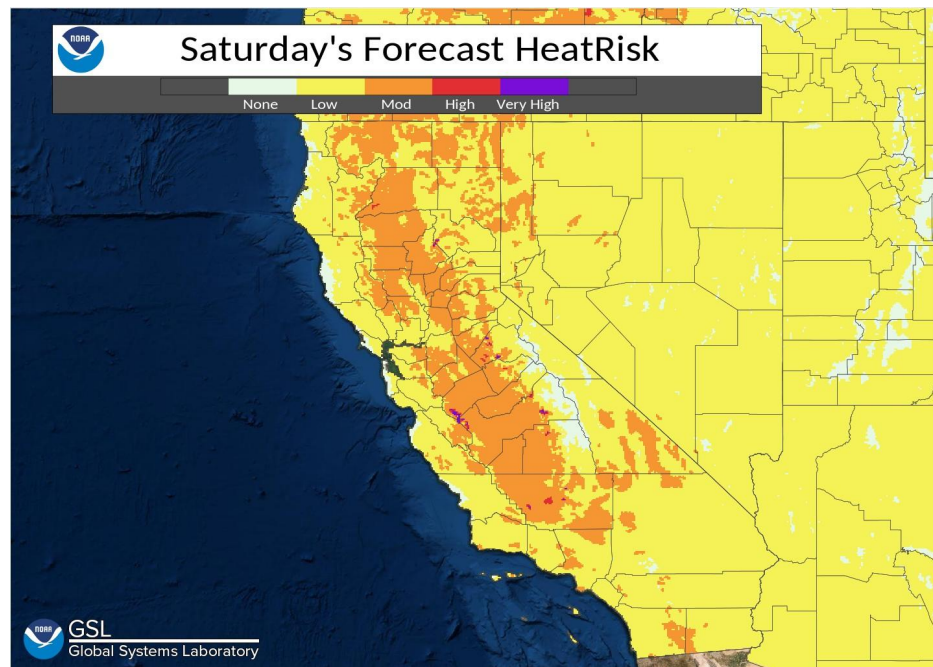 NOAA
Saturday's Forecast HeatRisk
None Low Mod High Very High
NOAA
GSL
Global Systems Laboratory